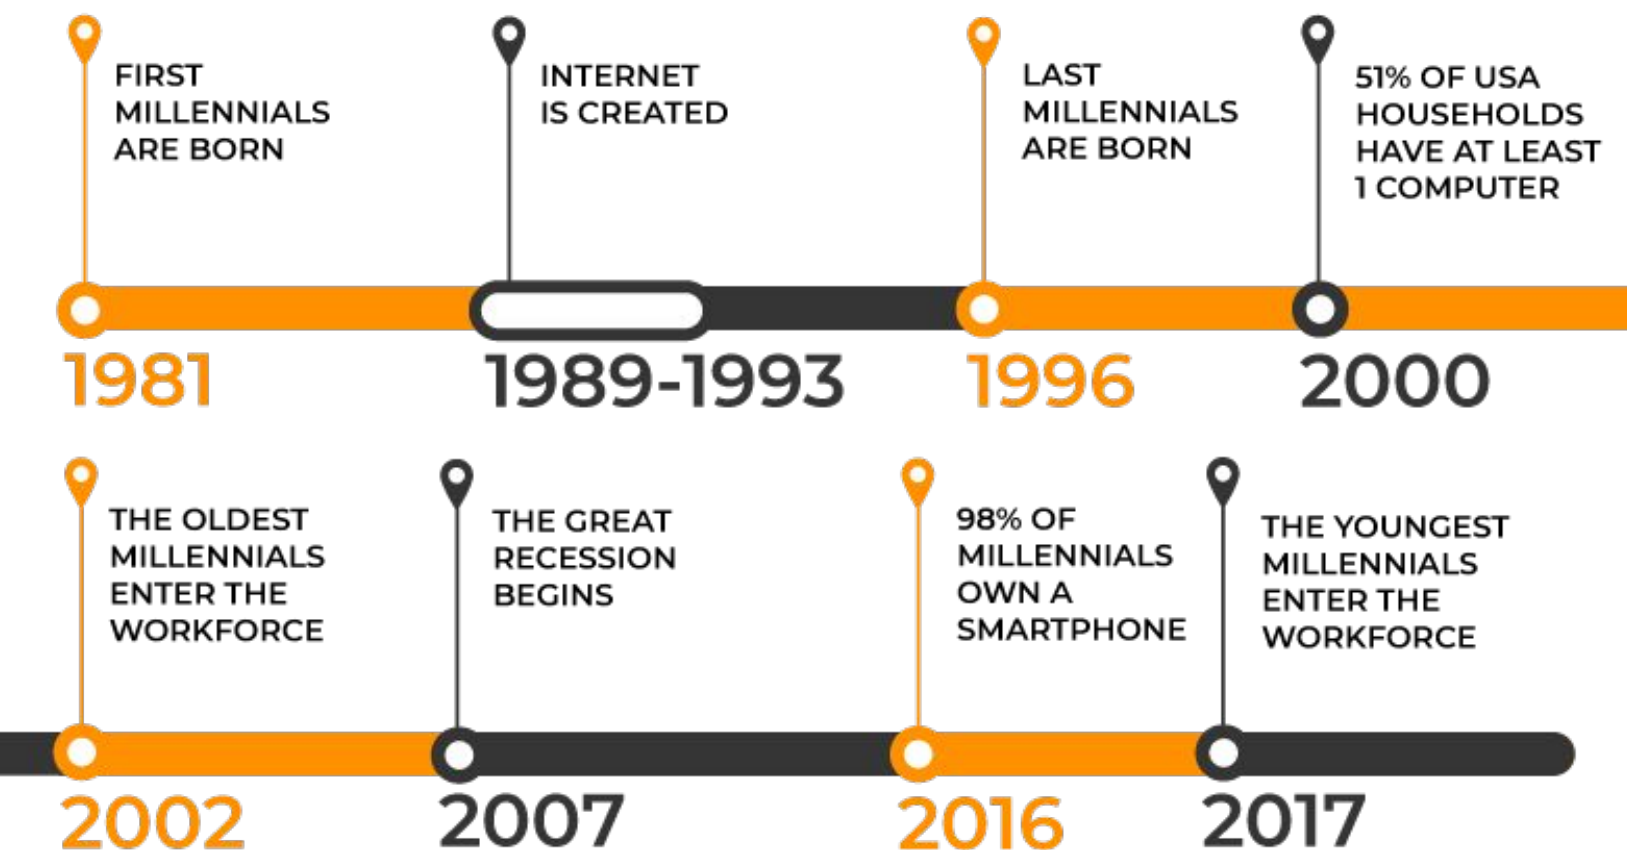 FIRST
MILLENNIALS
ARE BORN
INTERNET
IS CREATED
LAST
MILLENNIALS
ARE BORN
51% OF USA
HOUSEHOLDS
HAVE AT LEAST
1 COMPUTER
1981
1989-1993
1996
2000
THE OLDEST
MILLENNIALS
ENTER THE
WORKFORCE
THE GREAT
RECESSION
BEGINS
98% OF
MILLENNIALS
OWN A
SMARTPHONE
THE YOUNGEST
MILLENNIALS
ENTER THE
WORKFORCE
2002
2007
2016
2017